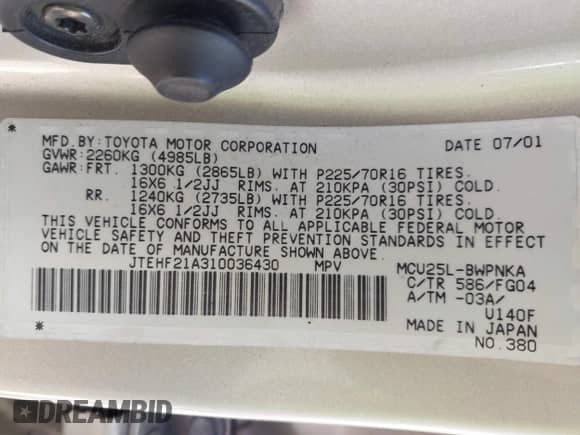 MFD.BY:TOYOTA MOTOR CORPORATION DATE 07/01
GVWR:2260KG (4985LB)
GAWR:FRT. 1300KG (2865LB) WITH P225/70R16 TIRES.
16X6 1/2JJ RIMS. AT 210KPA (30PSI) COLD.
RR. 1240KG (2735LB) WITH P225/70R16 TIRES.
16X6 1/2JJ RIMS. AT 210KPA (30PSI) COLD.
THIS VEHICLE CONFORMS TO ALL APPLICABLE FEDERAL MOTOR
VEHICLE SAFETY AND THEFT PREVENTION STANDARDS IN EFFECT
ON THE DATE OF MANUFACTURE SHOWN ABOVE.
JTEHF21A310036430 MPV MCU25L-BWPNKA
C/TR 586/FG04
A/TM -03A/
U140F
MADE IN JAPAN
NO.380
DREAMBID